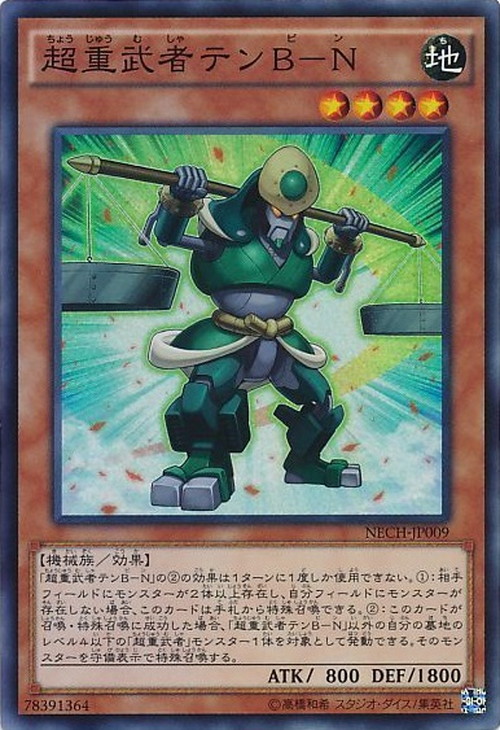 超重武者テンB－N
地
NECH-JP009
【機械族／効果】
「超重武者テンB－N」の②の効果は１ターンに１度しか使用できない。①：相手
フィールドにモンスターが２体以上存在し、自分フィールドにモンスターが
存在しない場合、このカードは手札から特殊召喚できる。②：このカードが
召喚・特殊召喚に成功した場合、「超重武者テンB－N」以外の自分の墓地の
レベル４以下の「超重武者」モンスター１体を対象として発動できる。そのモン
スターを守備表示で特殊召喚する。
ATK/ 800 DEF/1800
78391364 ©高橋和希 スタジオ・ダイス/集英社